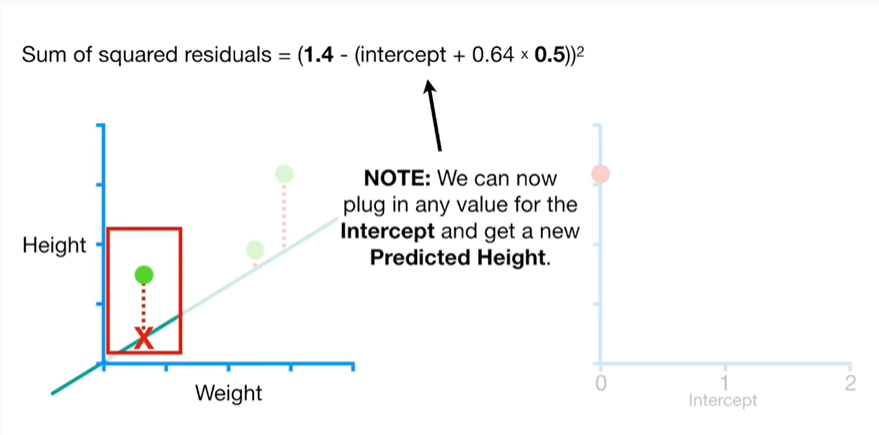 Sum of squared residuals = (1.4 - (intercept + 0.64 × 0.5))²
NOTE: We can now
plug in any value for the
Intercept and get a new
Predicted Height.
Height
X
Weight
0
1
2
Intercept